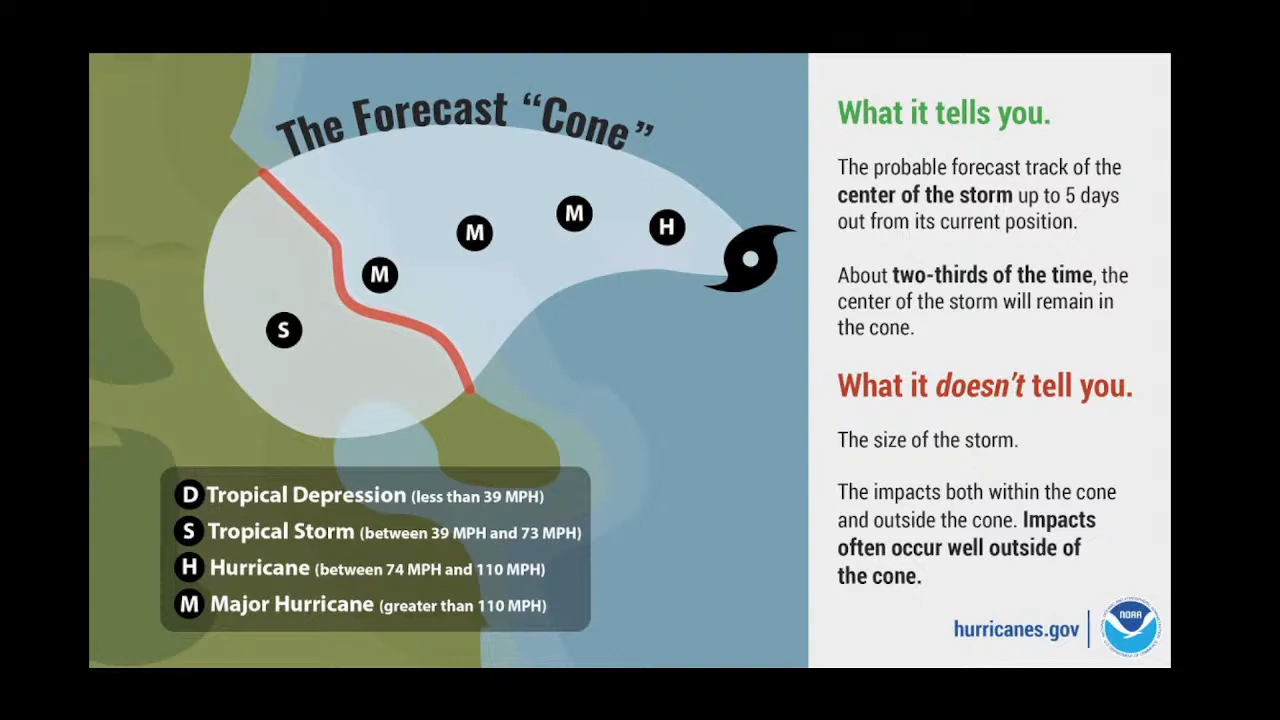 The Forecast “Cone”
H
M
M
M
S
D Tropical Depression (less than 39 MPH)
S Tropical Storm (between 39 MPH and 73 MPH)
H Hurricane (between 74 MPH and 110 MPH)
M Major Hurricane (greater than 110 MPH)
What it tells you.
The probable forecast track of the
center of the storm up to 5 days
out from its current position.
About two-thirds of the time, the
center of the storm will remain in
the cone.
What it doesn’t tell you.
The size of the storm.
The impacts both within the cone
and outside the cone. Impacts
often occur well outside of
the cone.
hurricanes.gov
NOAA